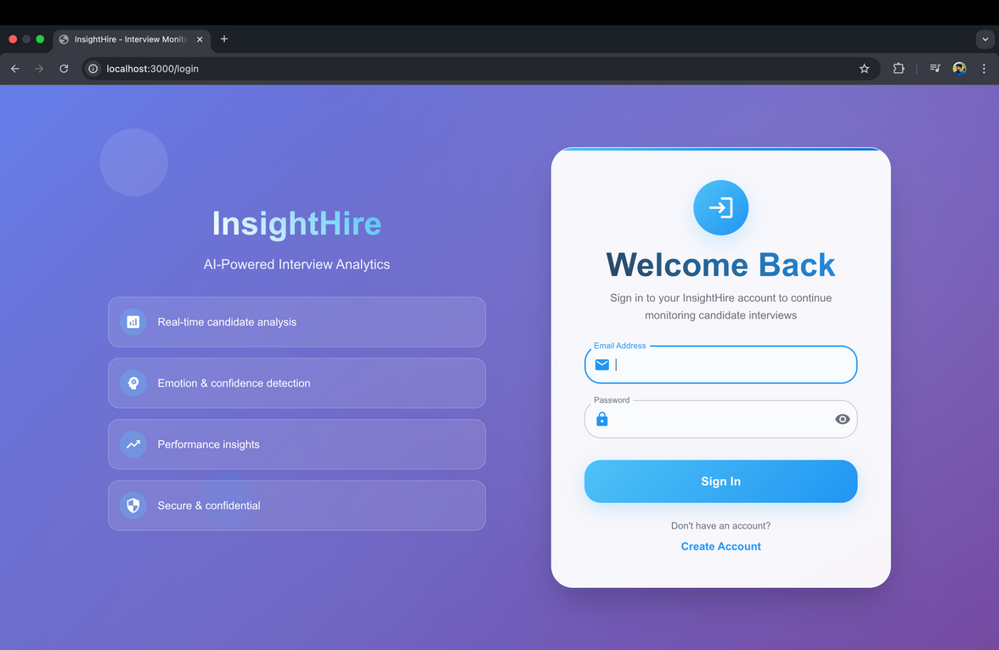 InsightHire - Interview Monito
localhost:3000/login
InsightHire
AI-Powered Interview Analytics
Real-time candidate analysis
Emotion & confidence detection
Performance insights
Secure & confidential
Welcome Back
Sign in to your InsightHire account to continue
monitoring candidate interviews
Email Address
Password
Sign In
Don't have an account?
Create Account